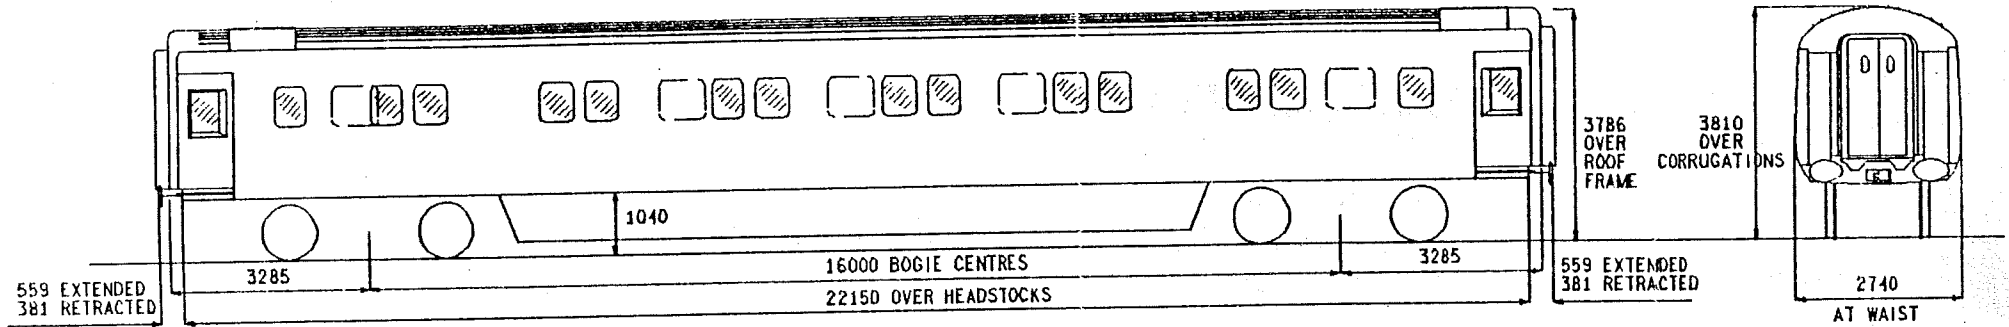 3786
OVER
ROOF
FRAME
3810
OVER
CORRUGATIONS
1040
3285
16000 BOGIE CENTRES
3285
559 EXTENDED
381 RETRACTED
22150 OVER HEADSTOCKS
559 EXTENDED
381 RETRACTED
2740
AT WAIST